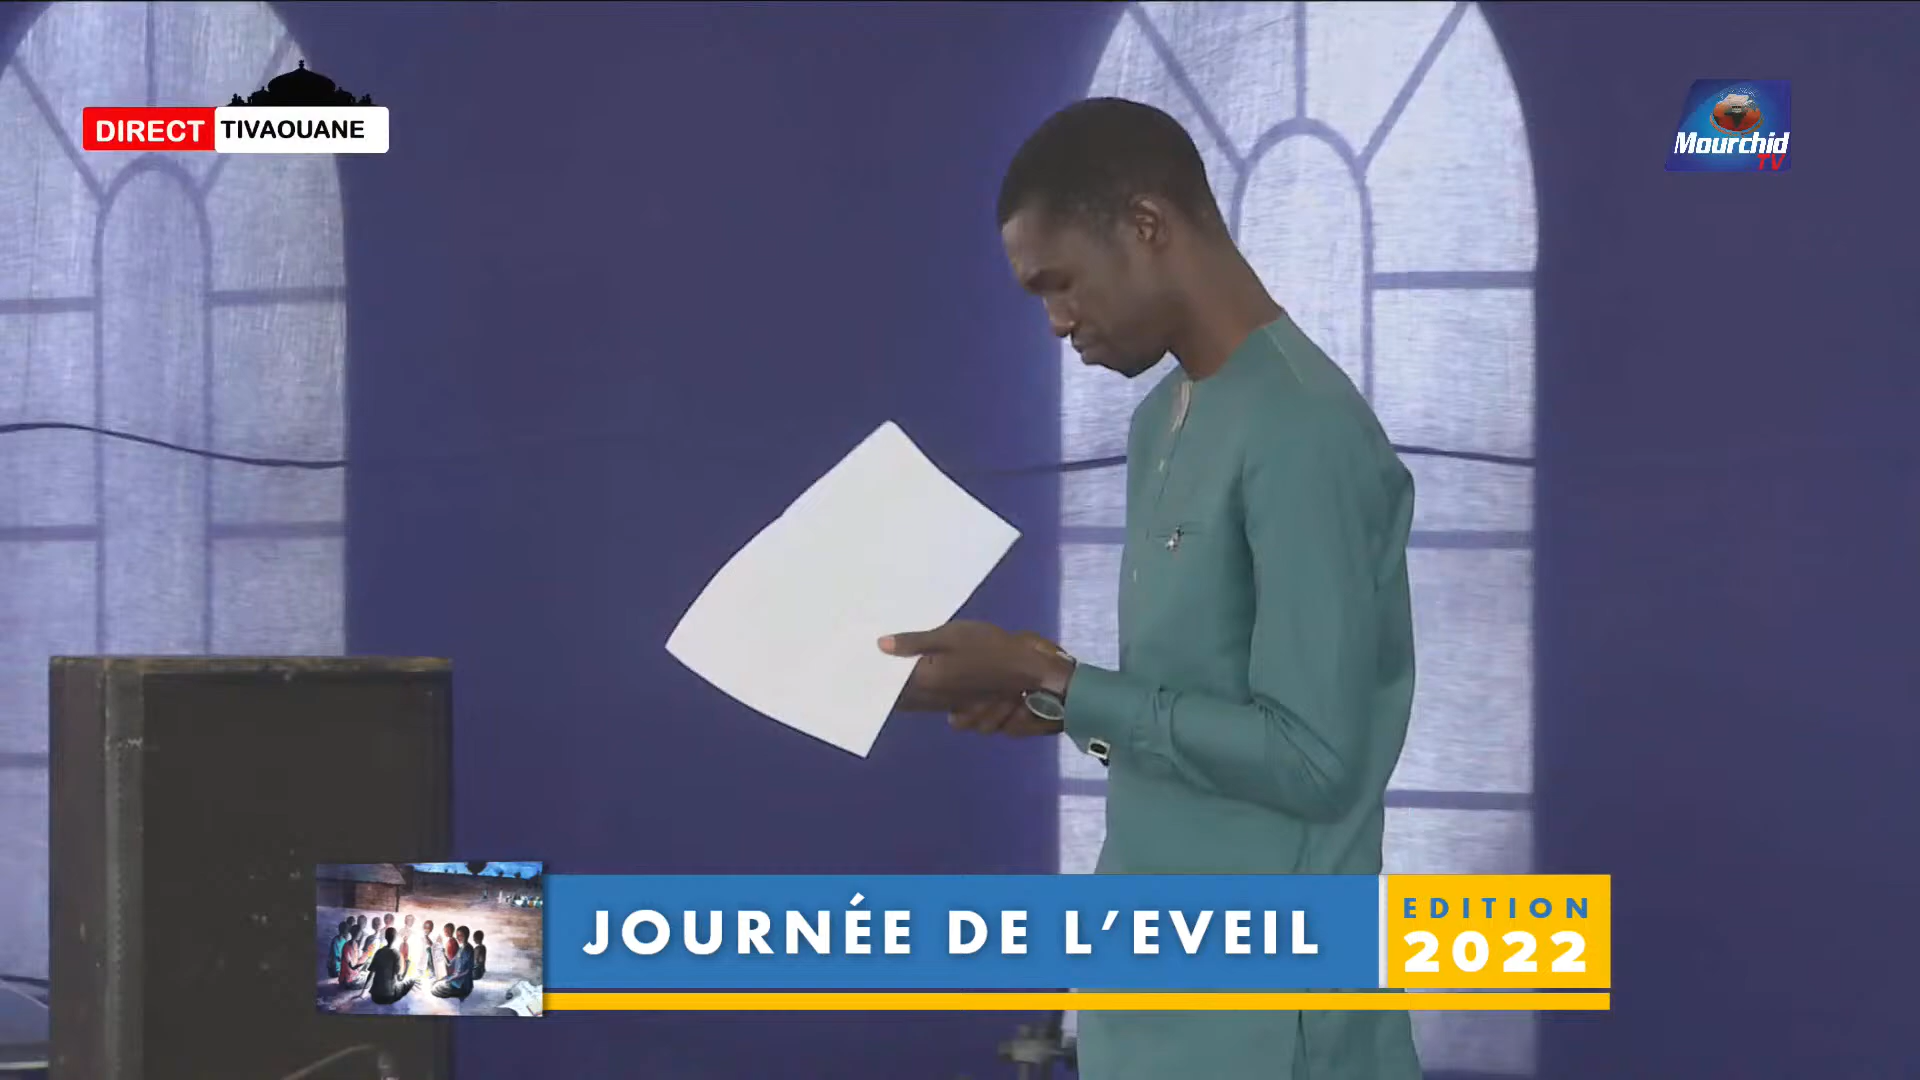 DIRECT TIVAOUANE
Mourchid
TV
JOURNÉE DE L'EVEIL
EDITION
2022